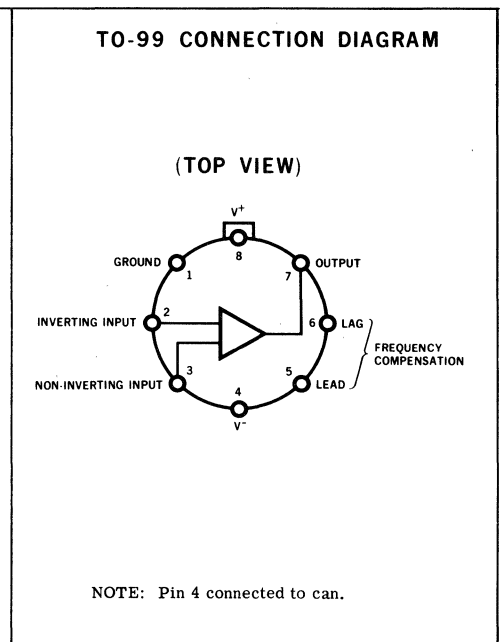 TO-99 CONNECTION DIAGRAM
(TOP VIEW)
V+
8
GROUND
1
7
OUTPUT
INVERTING INPUT
2
6
LAG
FREQUENCY
COMPENSATION
NON-INVERTING INPUT
3
5
LEAD
4
V-
NOTE: Pin 4 connected to can.